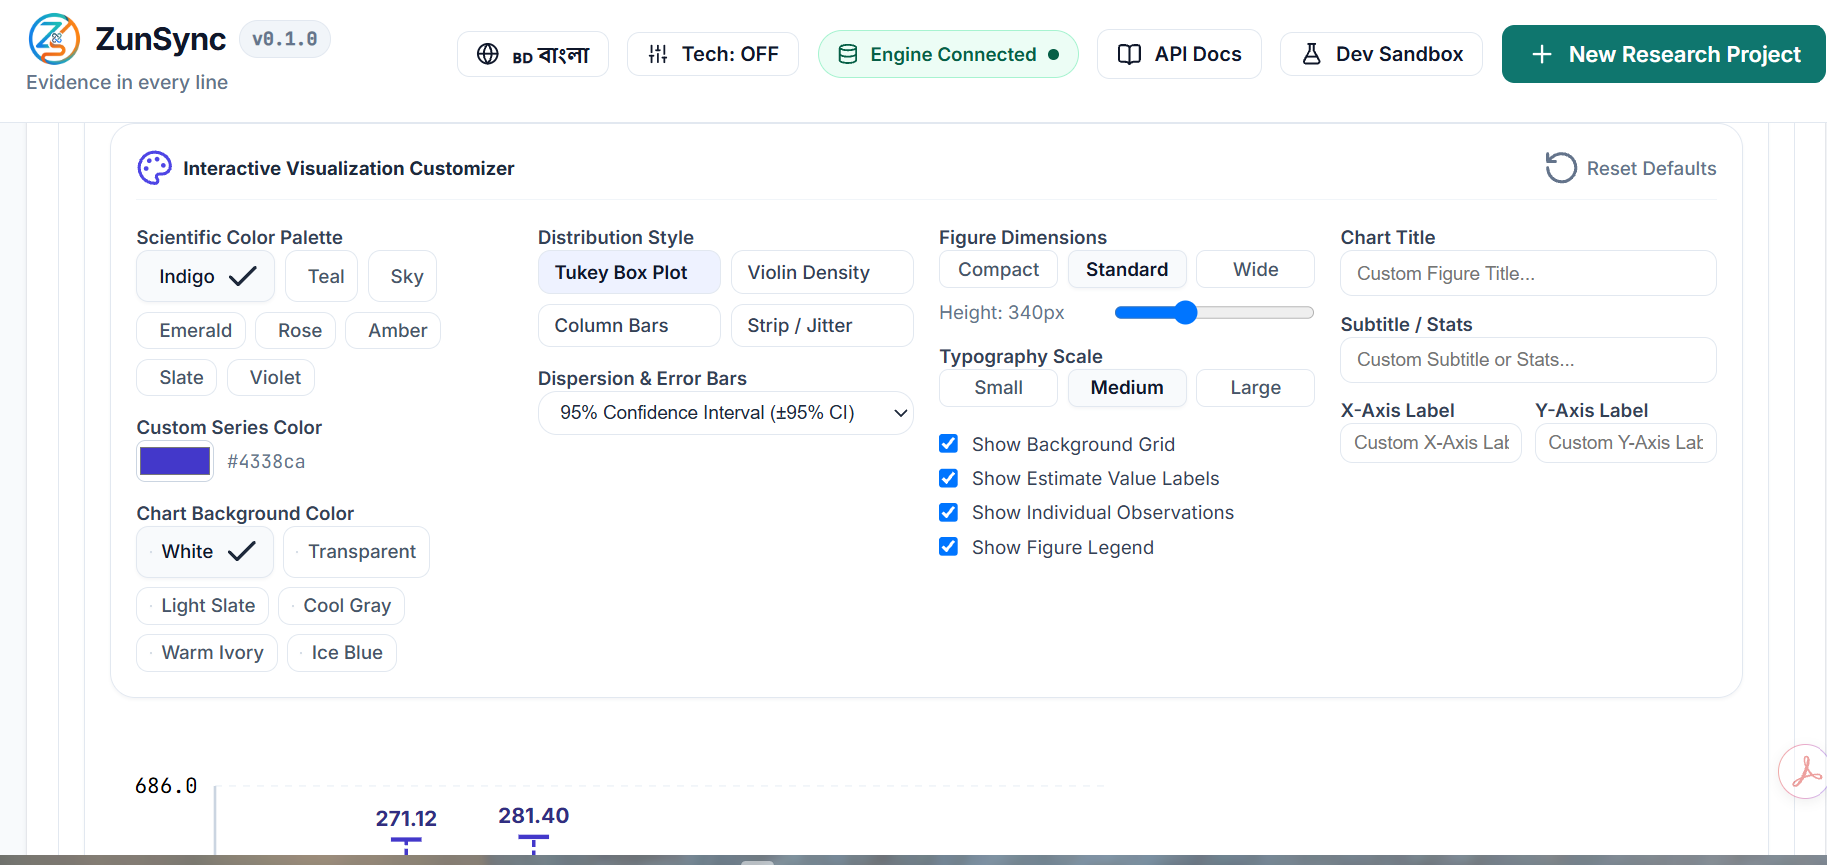 ZunSync v0.1.0
Evidence in every line
BD বাংলা
Tech: OFF
Engine Connected
API Docs
Dev Sandbox
+ New Research Project
Interactive Visualization Customizer
Reset Defaults
Scientific Color Palette
Indigo Teal Sky
Emerald Rose Amber
Slate Violet
Custom Series Color
#4338ca
Chart Background Color
White Transparent
Light Slate Cool Gray
Warm Ivory Ice Blue
Distribution Style
Tukey Box Plot Violin Density
Column Bars Strip / Jitter
Dispersion & Error Bars
95% Confidence Interval (±95% CI)
Figure Dimensions
Compact Standard Wide
Height: 340px
Typography Scale
Small Medium Large
Show Background Grid
Show Estimate Value Labels
Show Individual Observations
Show Figure Legend
Chart Title
Custom Figure Title...
Subtitle / Stats
Custom Subtitle or Stats...
X-Axis Label Y-Axis Label
Custom X-Axis Lab Custom Y-Axis Lab
686.0
271.12 281.40